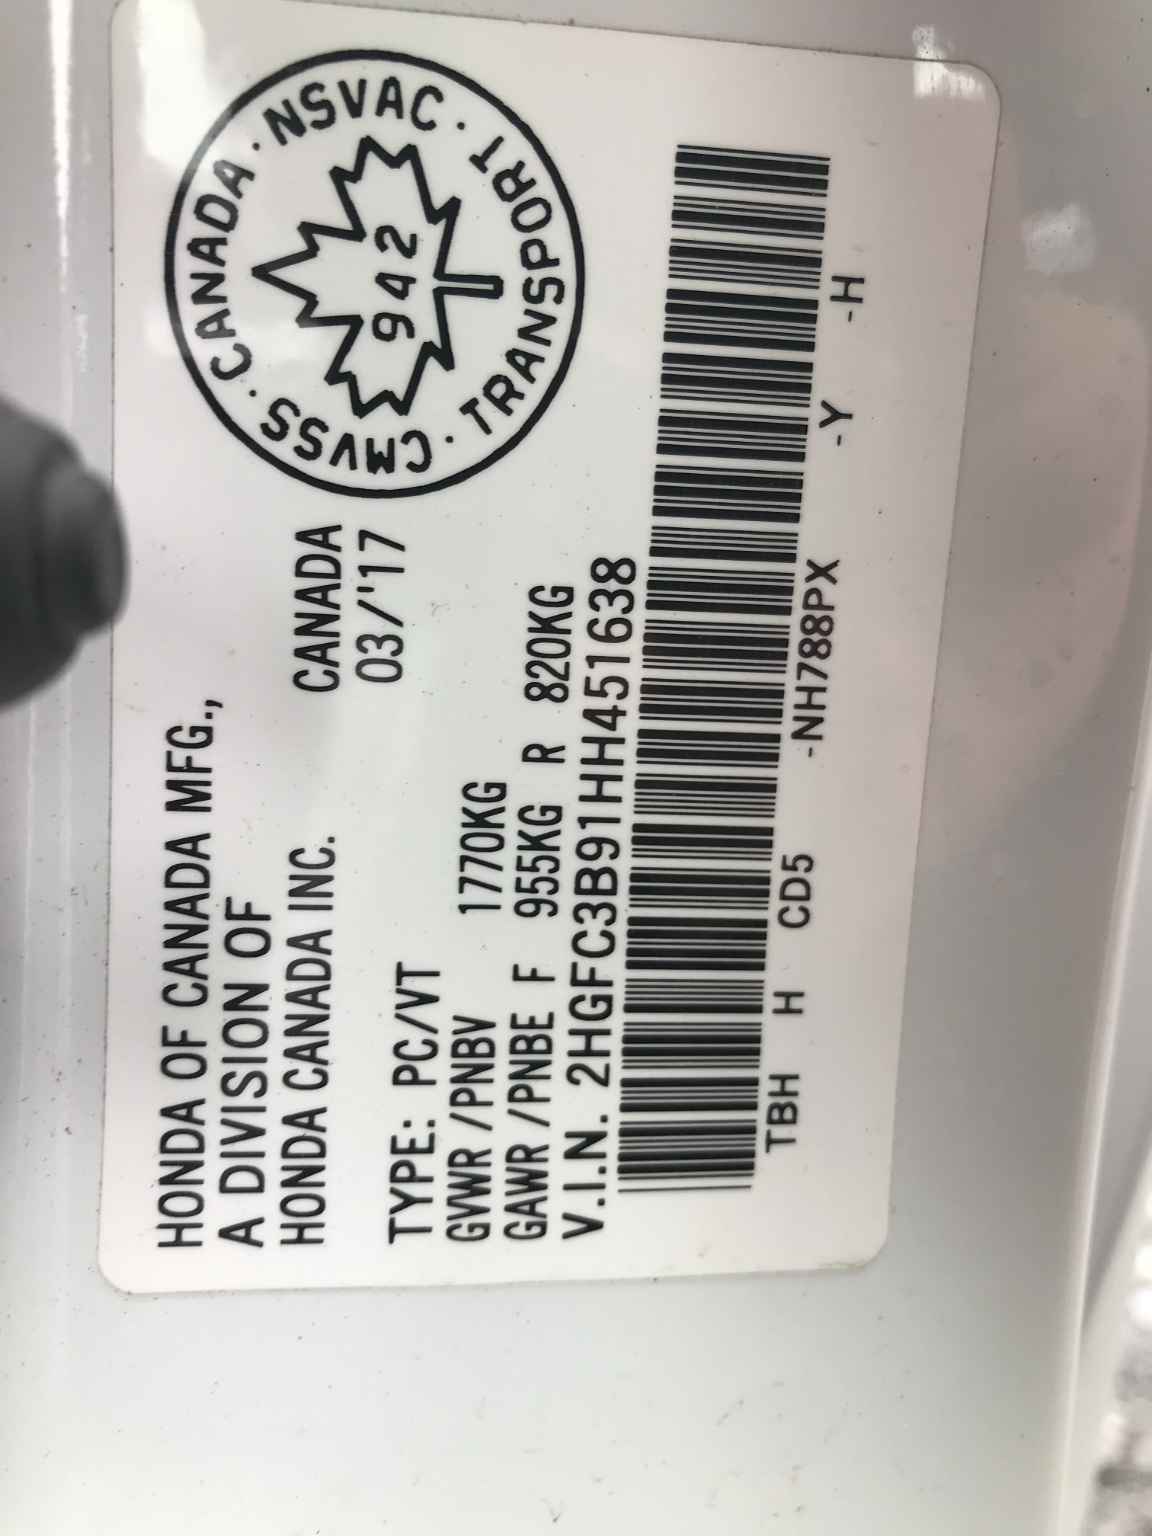 HONDA OF CANADA MFG.,
A DIVISION OF
HONDA CANADA INC.
CANADA
03/'17
TYPE: PC/VT
GVWR /PNBV 1770KG
GAWR /PNBE F 955KG R 820KG
V.I.N. 2HGFC3B91HH451638
TBH H CD5 -NH788PX -Y -H
CMVSS · CANADA · NSVAC · TRANSPORT ·
942